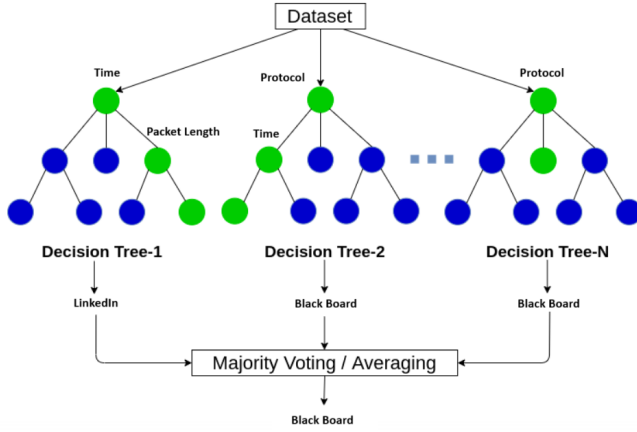 Dataset
Time
Protocol
Protocol
Packet Length
Time
Decision Tree-1
Decision Tree-2
Decision Tree-N
LinkedIn
Black Board
Black Board
Majority Voting / Averaging
Black Board